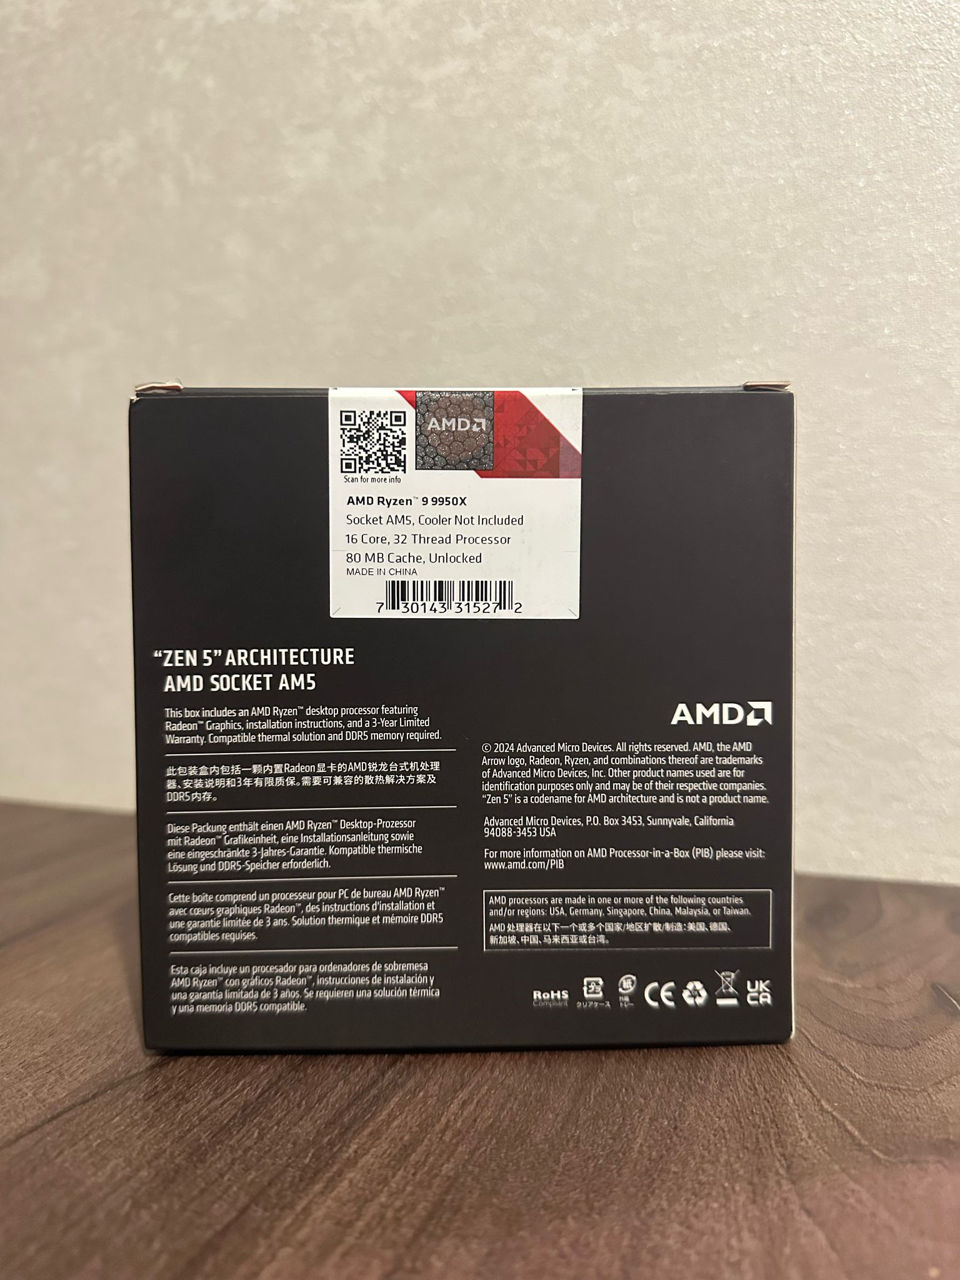 AMD
Scan for more info
AMD Ryzen™ 9 9950X
Socket AM5, Cooler Not Included
16 Core, 32 Thread Processor
80 MB Cache, Unlocked
MADE IN CHINA
7 30143 31527 2
“ZEN 5” ARCHITECTURE
AMD SOCKET AM5
This box includes an AMD Ryzen™ desktop processor featuring
Radeon™ Graphics, installation instructions, and a 3-Year Limited
Warranty. Compatible thermal solution and DDR5 memory required.
此包装盒内包括一颗内置Radeon显卡的AMD锐龙台式机处理
器、安装说明和3年有限质保。需要可兼容的散热解决方案及
DDR5内存。
Diese Packung enthält einen AMD Ryzen™ Desktop-Prozessor
mit Radeon™ Grafikeinheit, eine Installationsanleitung sowie
eine eingeschränkte 3-Jahres-Garantie. Kompatible thermische
Lösung und DDR5-Speicher erforderlich.
Cette boîte comprend un processeur pour PC de bureau AMD Ryzen™
avec cœurs graphiques Radeon™, des instructions d'installation et
une garantie limitée de 3 ans. Solution thermique et mémoire DDR5
compatibles requises.
Esta caja incluye un procesador para ordenadores de sobremesa
AMD Ryzen™ con gráficos Radeon™, instrucciones de instalación y
una garantía limitada de 3 años. Se requieren una solución térmica
y una memoria DDR5 compatible.
AMD
© 2024 Advanced Micro Devices. All rights reserved. AMD, the AMD
Arrow logo, Radeon, Ryzen, and combinations thereof are trademarks
of Advanced Micro Devices, Inc. Other product names used are for
identification purposes only and may be of their respective companies.
“Zen 5” is a codename for AMD architecture and is not a product name.
Advanced Micro Devices, P.O. Box 3453, Sunnyvale, California
94088-3453 USA
For more information on AMD Processor-in-a-Box (PIB) please visit:
www.amd.com/PIB
AMD processors are made in one or more of the following countries
and/or regions: USA, Germany, Singapore, China, Malaysia, or Taiwan.
AMD 处理器在以下一个或多个国家/地区扩散/制造：美国、德国、
新加坡、中国、马来西亚或台湾。
RoHS
Compliant
プラ
クリアケース
紙
CE
UK
CA